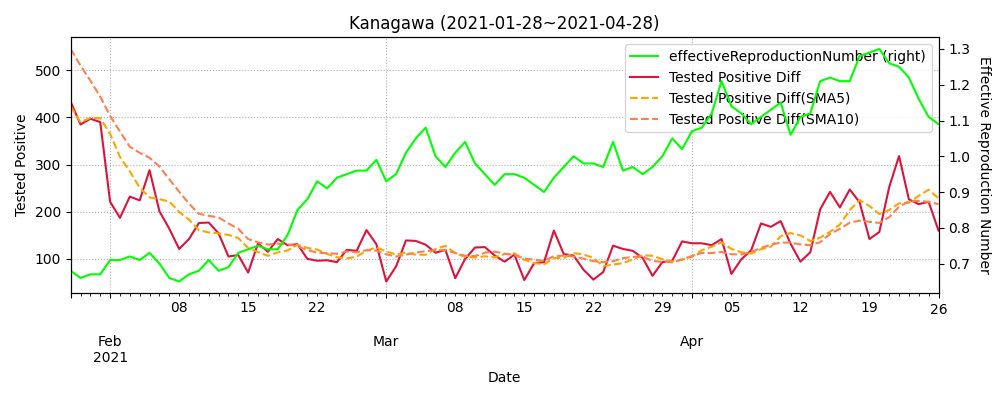 Kanagawa (2021-01-28~2021-04-28)
effectiveReproductionNumber (right)
Tested Positive Diff
Tested Positive Diff(SMA5)
Tested Positive Diff(SMA10)
Tested Positive
500
400
300
200
100
Effective Reproduction Number
1.3
1.2
1.1
1.0
0.9
0.8
0.7
08 15 22 08 15 22 29 05 12 19 26
Feb Mar Apr
2021
Date